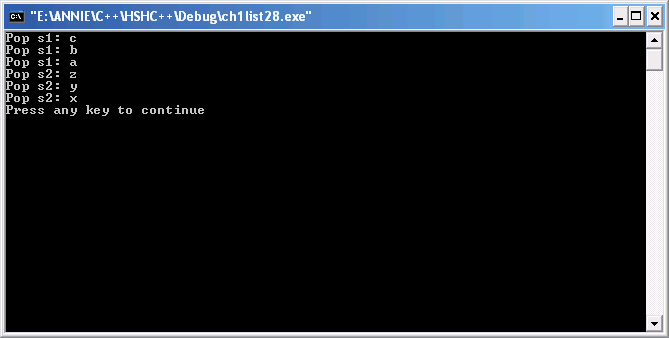 "E:\ANNIE\C++\HSHC++\Debug\ch1list28.exe"
Pop s1: c
Pop s1: b
Pop s1: a
Pop s2: z
Pop s2: y
Pop s2: x
Press any key to continue